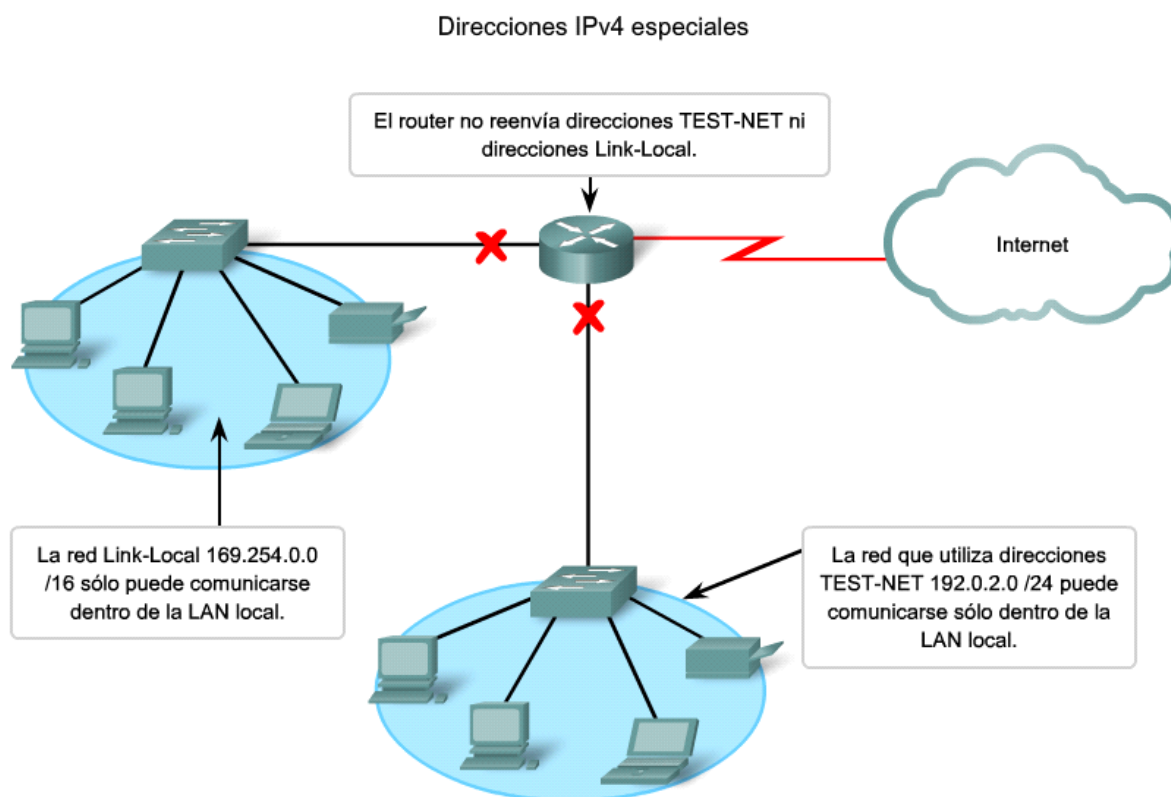 Direcciones IPv4 especiales
El router no reenvía direcciones TEST-NET ni
direcciones Link-Local.
Internet
La red Link-Local 169.254.0.0
/16 sólo puede comunicarse
dentro de la LAN local.
La red que utiliza direcciones
TEST-NET 192.0.2.0 /24 puede
comunicarse sólo dentro de la
LAN local.